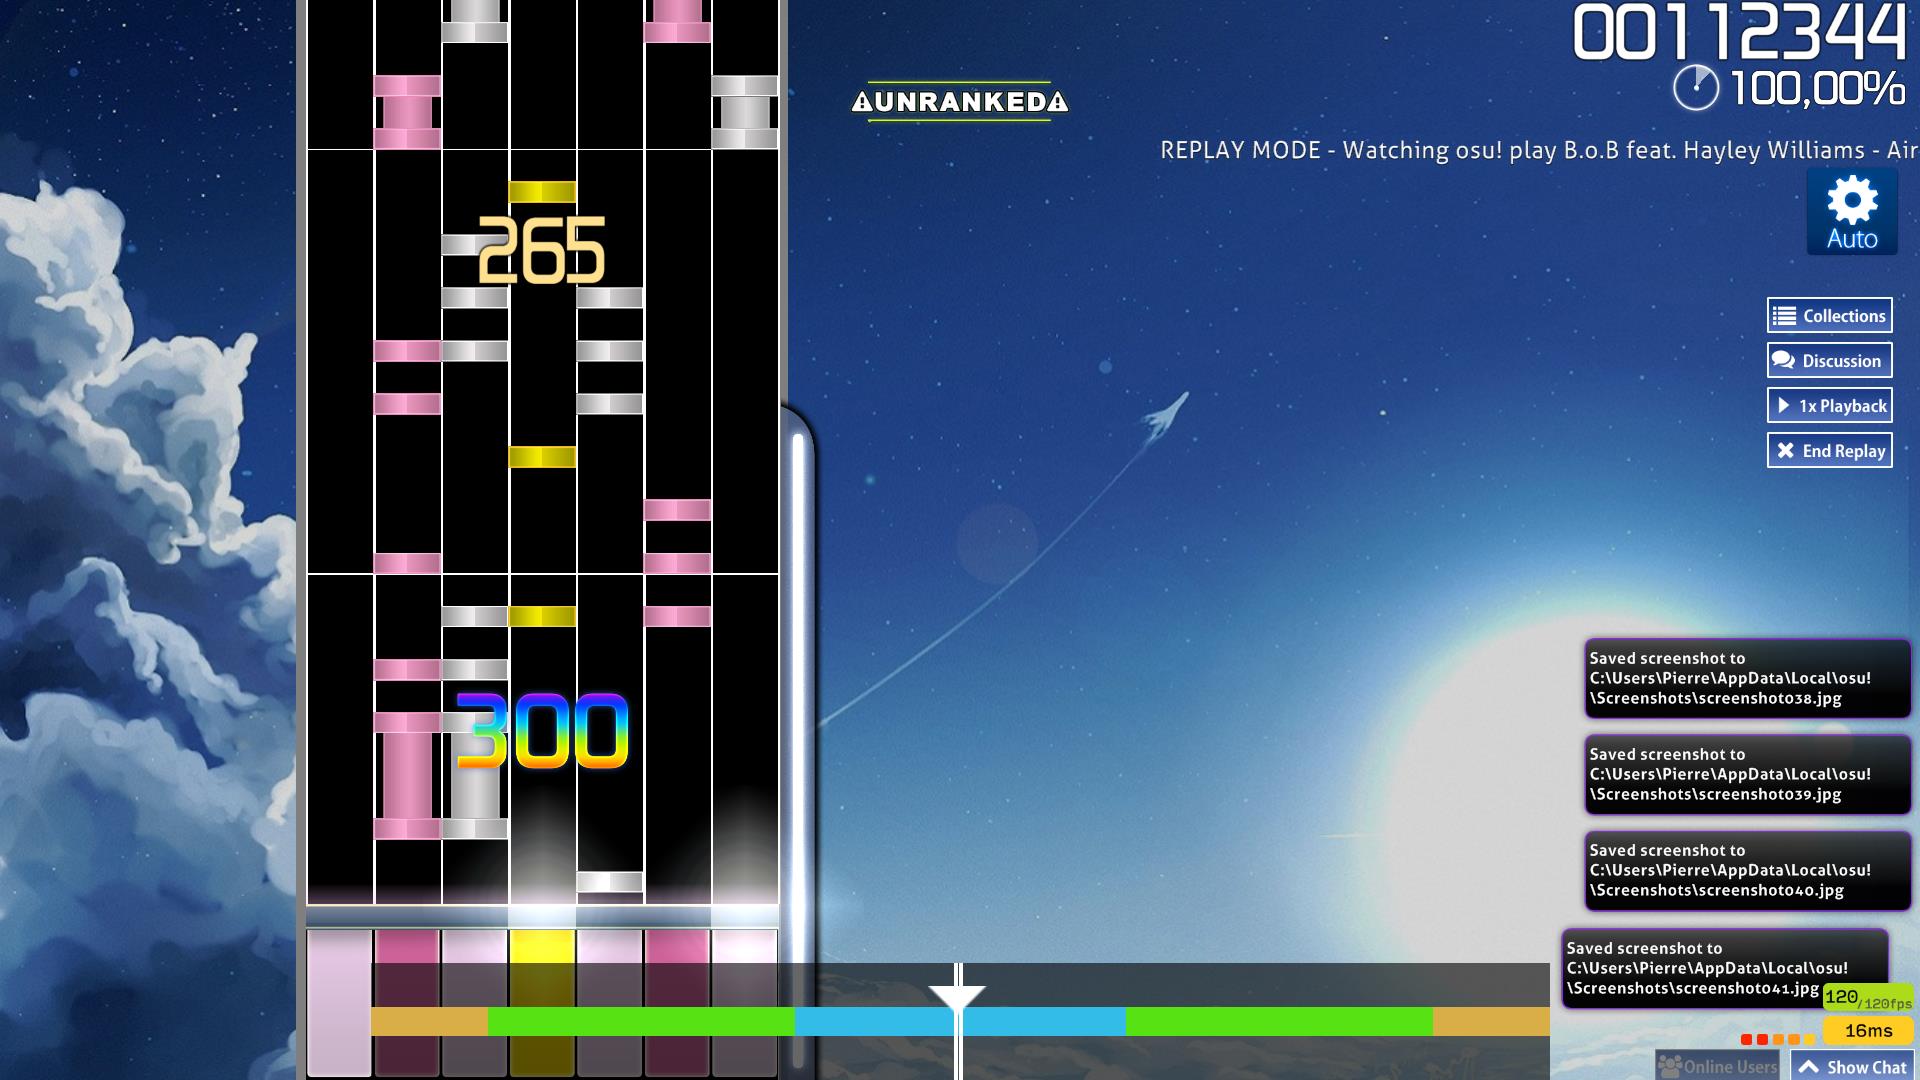 00112344
100,00%
⚠UNRANKED⚠
REPLAY MODE - Watching osu! play B.o.B feat. Hayley Williams - Air
Auto
265
Collections
Discussion
1x Playback
End Replay
300
Saved screenshot to
C:\Users\Pierre\AppData\Local\osu!
\Screenshots\screenshot038.jpg
Saved screenshot to
C:\Users\Pierre\AppData\Local\osu!
\Screenshots\screenshot039.jpg
Saved screenshot to
C:\Users\Pierre\AppData\Local\osu!
\Screenshots\screenshot040.jpg
Saved screenshot to
C:\Users\Pierre\AppData\Local\osu!
\Screenshots\screenshot041.jpg
120/120fps
16ms
Online Users
Show Chat